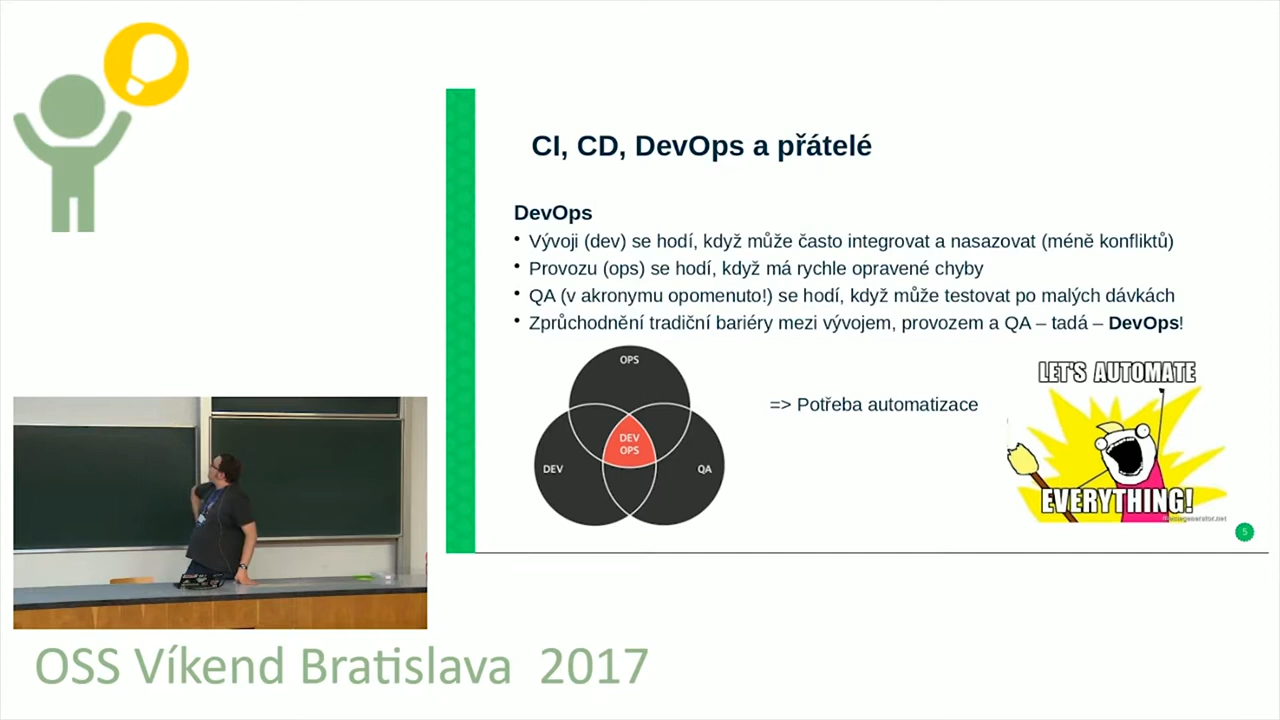 CI, CD, DevOps a přátelé
DevOps
• Vývoji (dev) se hodí, když může často integrovat a nasazovat (méně konfliktů)
• Provozu (ops) se hodí, když má rychle opravené chyby
• QA (v akronymu opomenuto!) se hodí, když může testovat po malých dávkách
• Zprůchodnění tradiční bariéry mezi vývojem, provozem a QA – tadá – DevOps!
OPS
DEV
OPS
DEV
QA
=> Potřeba automatizace
LET'S AUTOMATE
EVERYTHING!
memegenerator.net
5
OSS Víkend Bratislava 2017